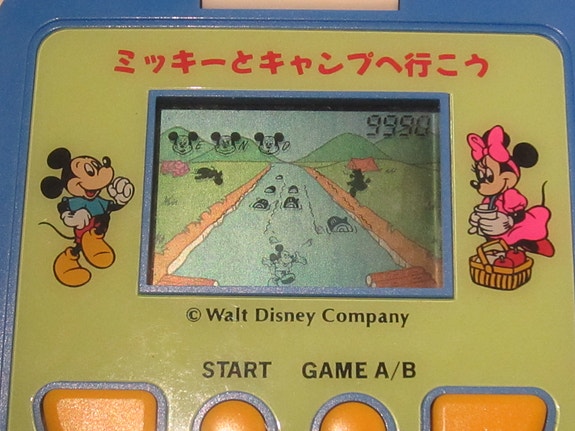 ミッキーとキャンプへ行こう
9990
E N D
© Walt Disney Company
START GAME A/B